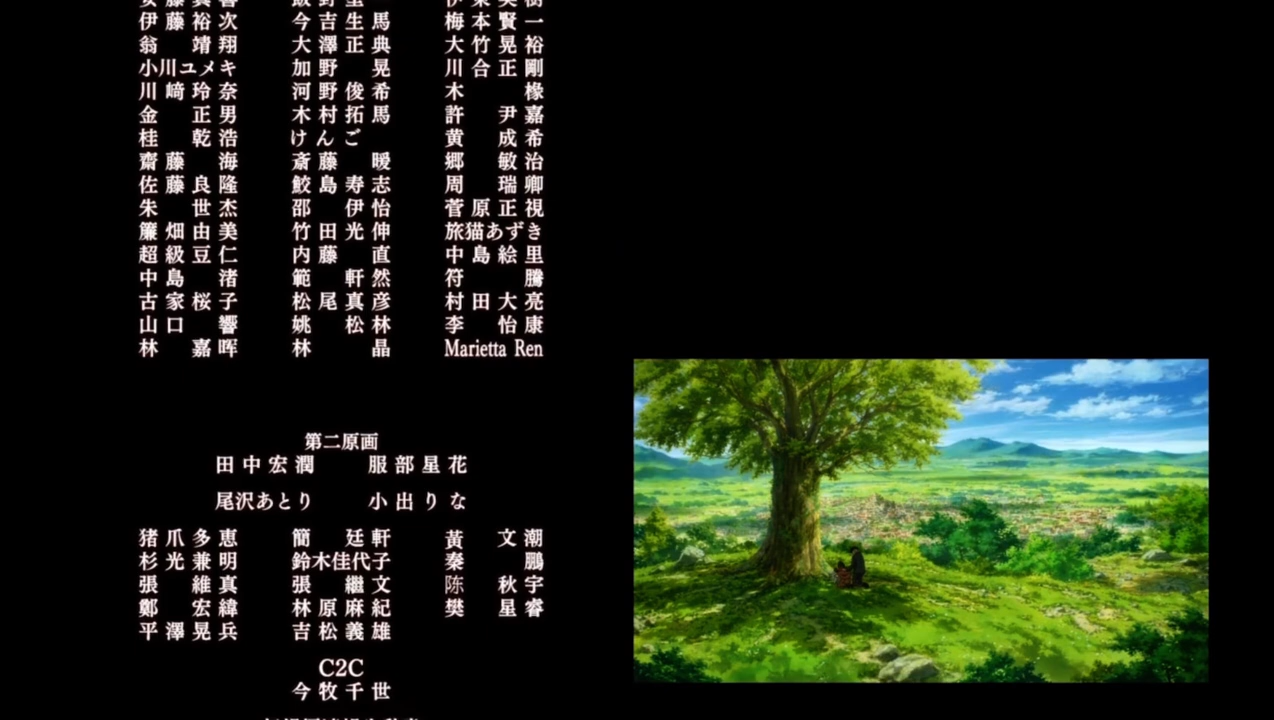 伊藤裕次 今吉生馬 梅本賢一
翁 靖翔 大澤正典 大竹晃裕
小川ユメキ 加野 晃 川合正剛
川﨑玲奈 河野俊希 木 椽
金 正男 木村拓馬 許 尹嘉
桂 乾浩 けんご 黄 成希
齋藤 海 斎藤 暖 郷 敏治
佐藤良隆 鮫島寿志 周 瑞卿
朱 世杰 邵 伊怡 菅原正視
簾畑由美 竹田光伸 旅猫あずき
超級豆仁 内藤 直 中島絵里
中島 渚 範 軒然 符 騰
古家桜子 松尾真彦 村田大亮
山口 響 姚 松林 李 怡康
林 嘉晖 林 晶 Marietta Ren
第二原画
田中宏潤 服部星花
尾沢あとり 小出りな
猪爪多恵 簡 廷軒 黃 文潮
杉光兼明 鈴木佳代子 秦 鵬
張 維真 張 繼文 陈 秋宇
鄭 宏緯 林原麻紀 樊 星睿
平澤晃兵 吉松義雄
C2C
今牧千世